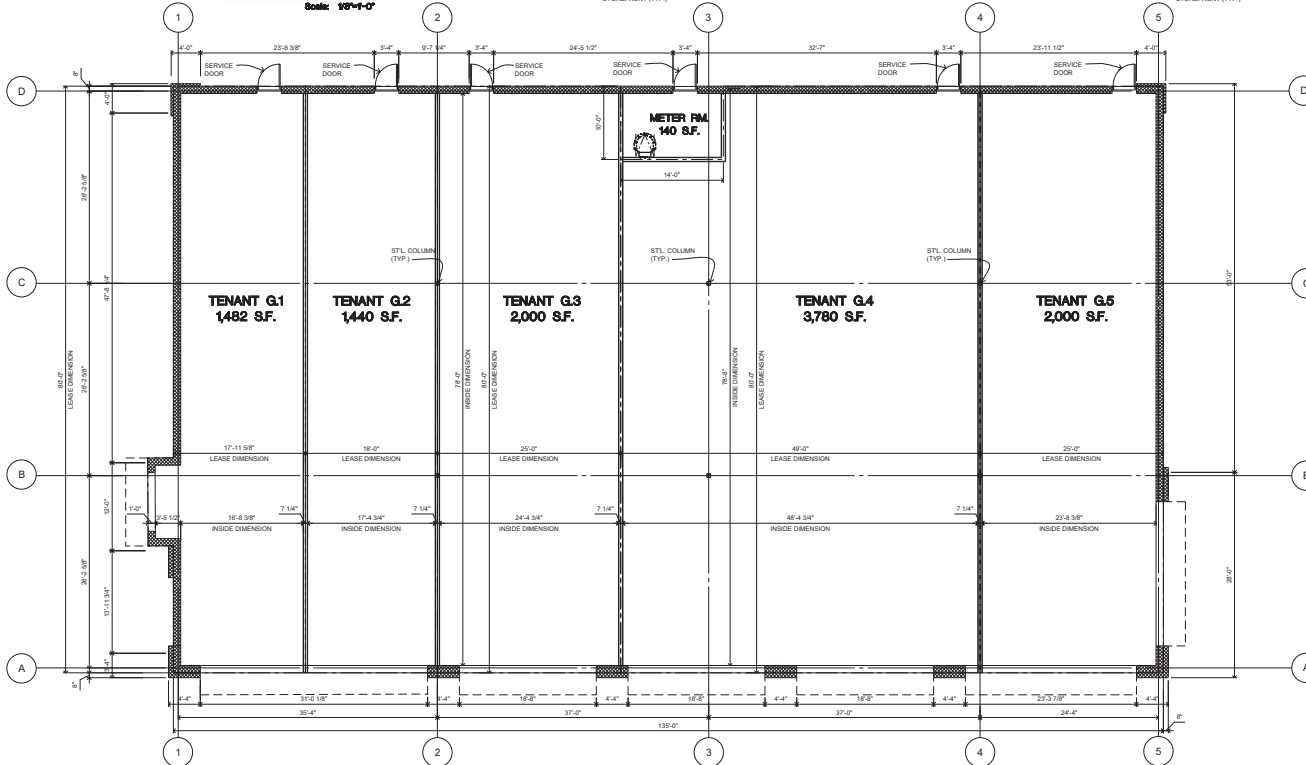 Scale: 1/8"=1'-0"
1
2
3
4
5
4'-0"
23'-8 3/8"
3'-4"
9'-7 1/4"
3'-4"
24'-5 1/2"
3'-4"
32'-7"
3'-4"
23'-11 1/2"
4'-0"
8"
SERVICE
DOOR
SERVICE
DOOR
SERVICE
DOOR
SERVICE
DOOR
SERVICE
DOOR
SERVICE
DOOR
D
D
4'-0"
10'-0"
METER RM.
140 S.F.
14'-0"
26'-2 5/8"
ST'L. COLUMN
(TYP.)
ST'L. COLUMN
(TYP.)
ST'L. COLUMN
(TYP.)
C
47'-8 1/4"
53'-0"
TENANT G.1
1,482 S.F.
TENANT G.2
1,440 S.F.
TENANT G.3
2,000 S.F.
TENANT G.4
3,780 S.F.
TENANT G.5
2,000 S.F.
80'-0"
LEASE DIMENSION
26'-2 5/8"
78'-0"
INSIDE DIMENSION
80'-0"
LEASE DIMENSION
78'-8"
INSIDE DIMENSION
80'-0"
LEASE DIMENSION
17'-11 5/8"
LEASE DIMENSION
18'-0"
LEASE DIMENSION
25'-0"
LEASE DIMENSION
49'-0"
LEASE DIMENSION
25'-0"
LEASE DIMENSION
B
12'-0"
1'-0"
3'-5 1/2"
16'-8 3/8"
INSIDE DIMENSION
7 1/4"
17'-4 3/4"
INSIDE DIMENSION
7 1/4"
24'-4 3/4"
INSIDE DIMENSION
7 1/4"
48'-4 3/4"
INSIDE DIMENSION
7 1/4"
23'-8 3/8"
INSIDE DIMENSION
26'-2 5/8"
13'-11 3/4"
28'-0"
A
A
3'-4"
8"
4'-4"
31'-0 1/8"
4'-4"
18'-8"
4'-4"
18'-8"
4'-4"
18'-8"
4'-4"
23'-3 7/8"
4'-4"
35'-4"
37'-0"
37'-0"
24'-4"
8"
135'-0"
1
2
3
4
5